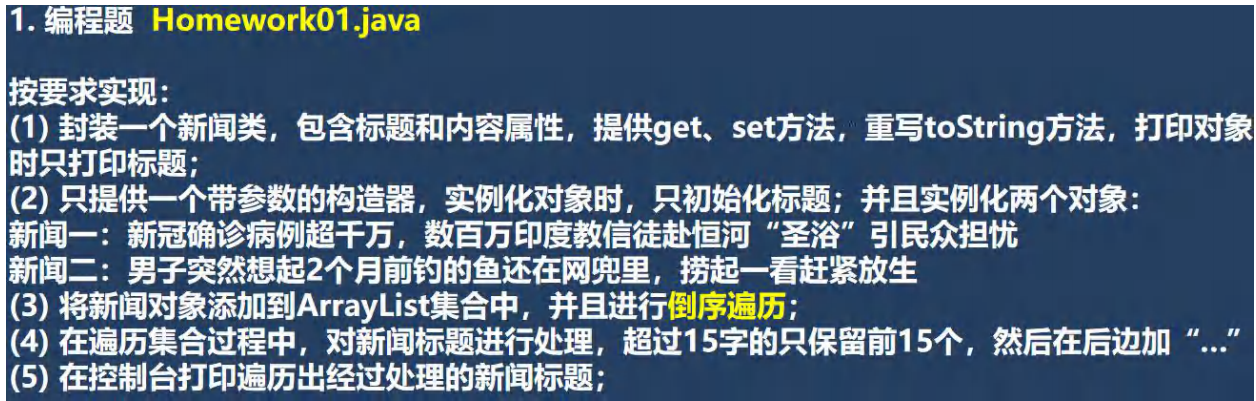 1. 编程题 Homework01.java
按要求实现：
(1) 封装一个新闻类，包含标题和内容属性，提供get、set方法，重写toString方法，打印对象
时只打印标题；
(2) 只提供一个带参数的构造器，实例化对象时，只初始化标题；并且实例化两个对象：
新闻一：新冠确诊病例超千万，数百万印度教信徒赴恒河“圣浴”引民众担忧
新闻二：男子突然想起2个月前钓的鱼还在网兜里，捞起一看赶紧放生
(3) 将新闻对象添加到ArrayList集合中，并且进行倒序遍历；
(4) 在遍历集合过程中，对新闻标题进行处理，超过15字的只保留前15个，然后在后边加“…”
(5) 在控制台打印遍历出经过处理的新闻标题；